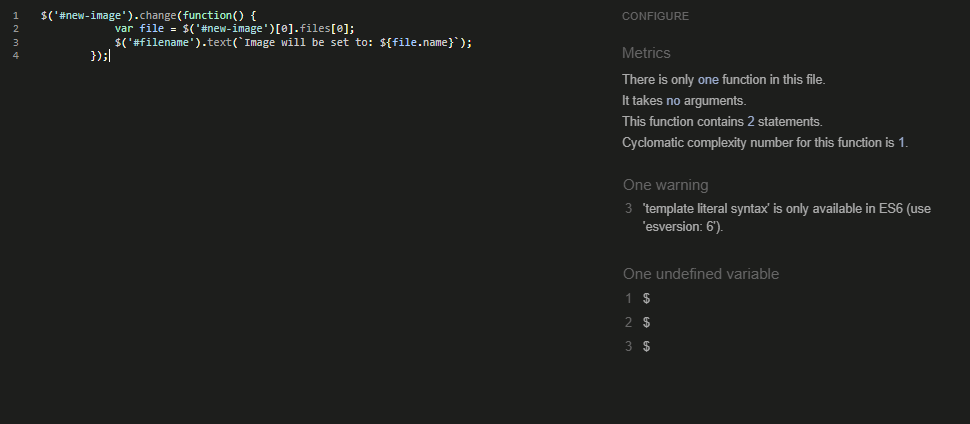 1 $('#new-image').change(function() {
2 var file = $('#new-image')[0].files[0];
3 $('#filename').text(`Image will be set to: ${file.name}`);
4 });
CONFIGURE
Metrics
There is only one function in this file.
It takes no arguments.
This function contains 2 statements.
Cyclomatic complexity number for this function is 1.
One warning
3 'template literal syntax' is only available in ES6 (use
'esversion: 6').
One undefined variable
1 $
2 $
3 $